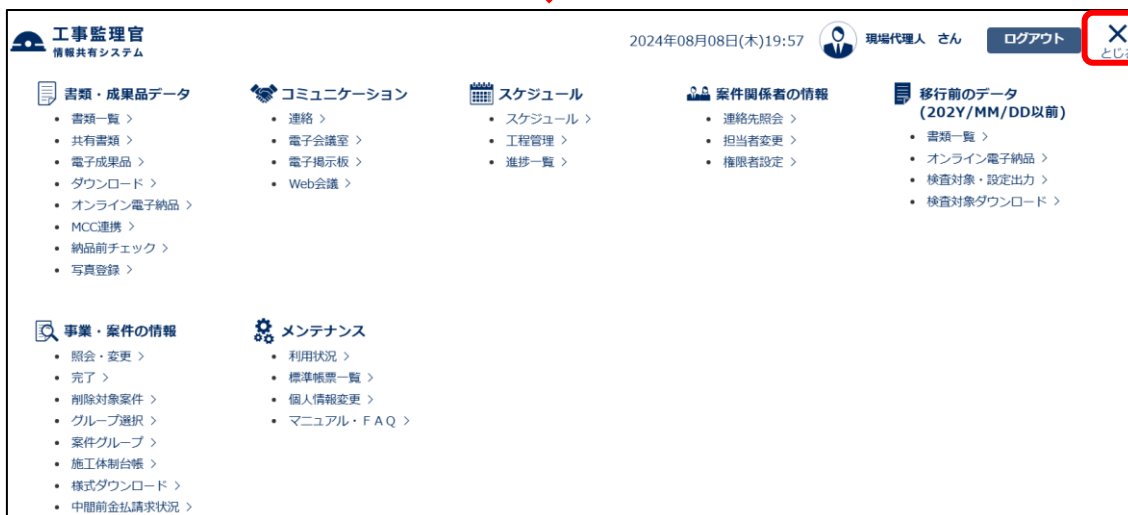 工事監理官
情報共有システム
2024年08月08日(木)19:57
現場代理人 さん
ログアウト
とじる
書類・成果品データ
書類一覧 >
共有書類 >
電子成果品 >
ダウンロード >
オンライン電子納品 >
MCC連携 >
納品前チェック >
写真登録 >
コミュニケーション
連絡 >
電子会議室 >
電子掲示板 >
Web会議 >
スケジュール
スケジュール >
工程管理 >
進捗一覧 >
案件関係者の情報
連絡先照会 >
担当者変更 >
権限者設定 >
移行前のデータ
(202Y/MM/DD以前)
書類一覧 >
オンライン電子納品 >
検査対象・設定出力 >
検査対象ダウンロード >
事業・案件の情報
照会・変更 >
完了 >
削除対象案件 >
グループ選択 >
案件グループ >
施工体制台帳 >
様式ダウンロード >
中間前金払請求状況 >
メンテナンス
利用状況 >
標準帳票一覧 >
個人情報変更 >
マニュアル・ＦＡＱ >